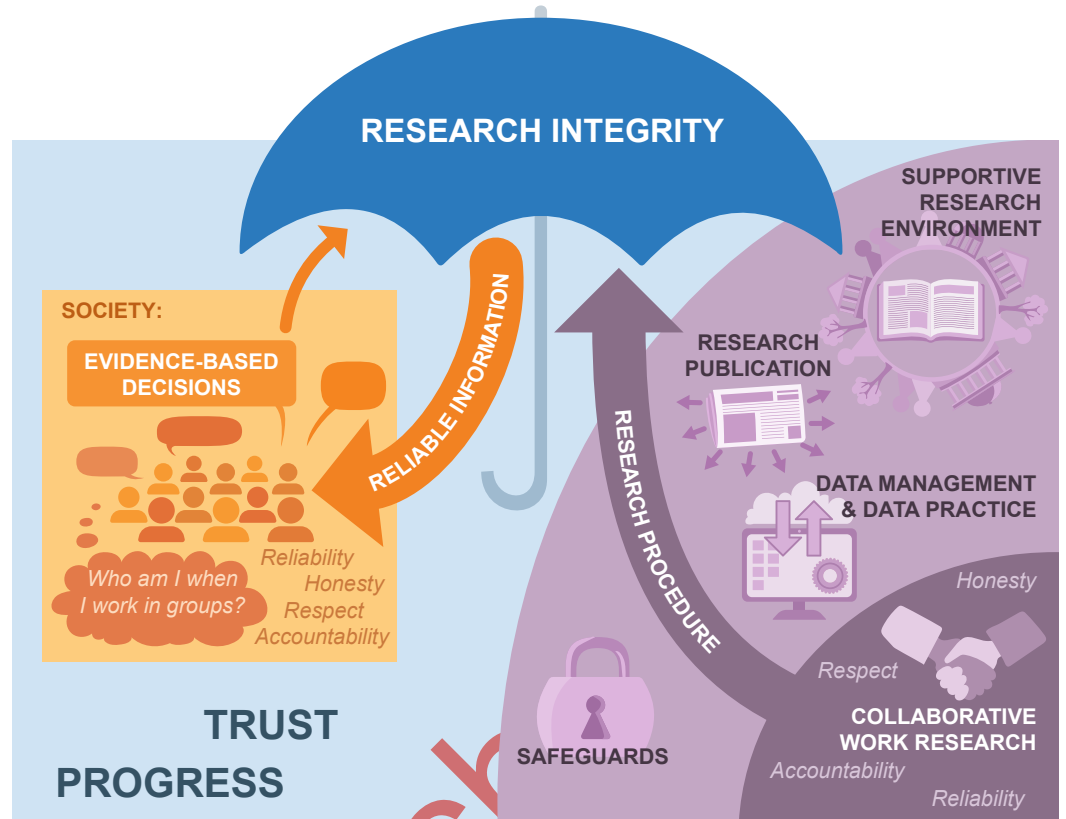 RESEARCH INTEGRITY
SUPPORTIVE
RESEARCH
ENVIRONMENT
SOCIETY:
EVIDENCE-BASED
DECISIONS
RELIABLE INFORMATION
RESEARCH
PUBLICATION
RESEARCH PROCEDURE
DATA MANAGEMENT
& DATA PRACTICE
Who am I when
I work in groups?
Reliability
Honesty
Respect
Accountability
Honesty
Respect
COLLABORATIVE
WORK RESEARCH
Accountability
Reliability
SAFEGUARDS
TRUST
PROGRESS